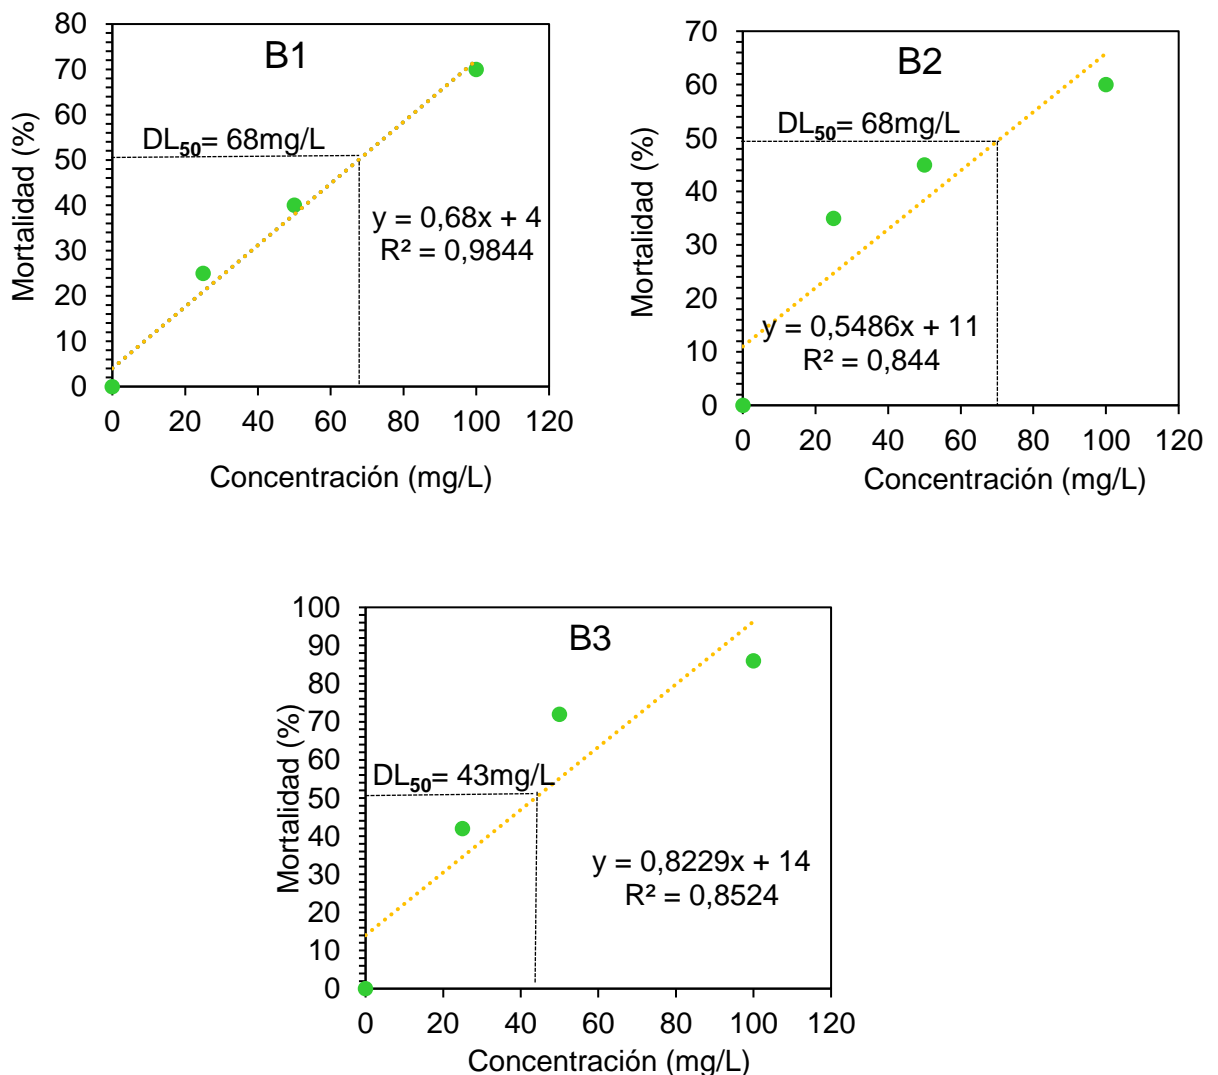 B1
Mortalidad (%)
80
70
60
50
40
30
20
10
0
DL50= 68mg/L
y = 0,68x + 4
R² = 0,9844
0 20 40 60 80 100 120
Concentración (mg/L)
B2
Mortalidad (%)
70
60
50
40
30
20
10
0
DL50= 68mg/L
y = 0,5486x + 11
R² = 0,844
0 20 40 60 80 100 120
Concentración (mg/L)
B3
Mortalidad (%)
100
90
80
70
60
50
40
30
20
10
0
DL50= 43mg/L
y = 0,8229x + 14
R² = 0,8524
0 20 40 60 80 100 120
Concentración (mg/L)